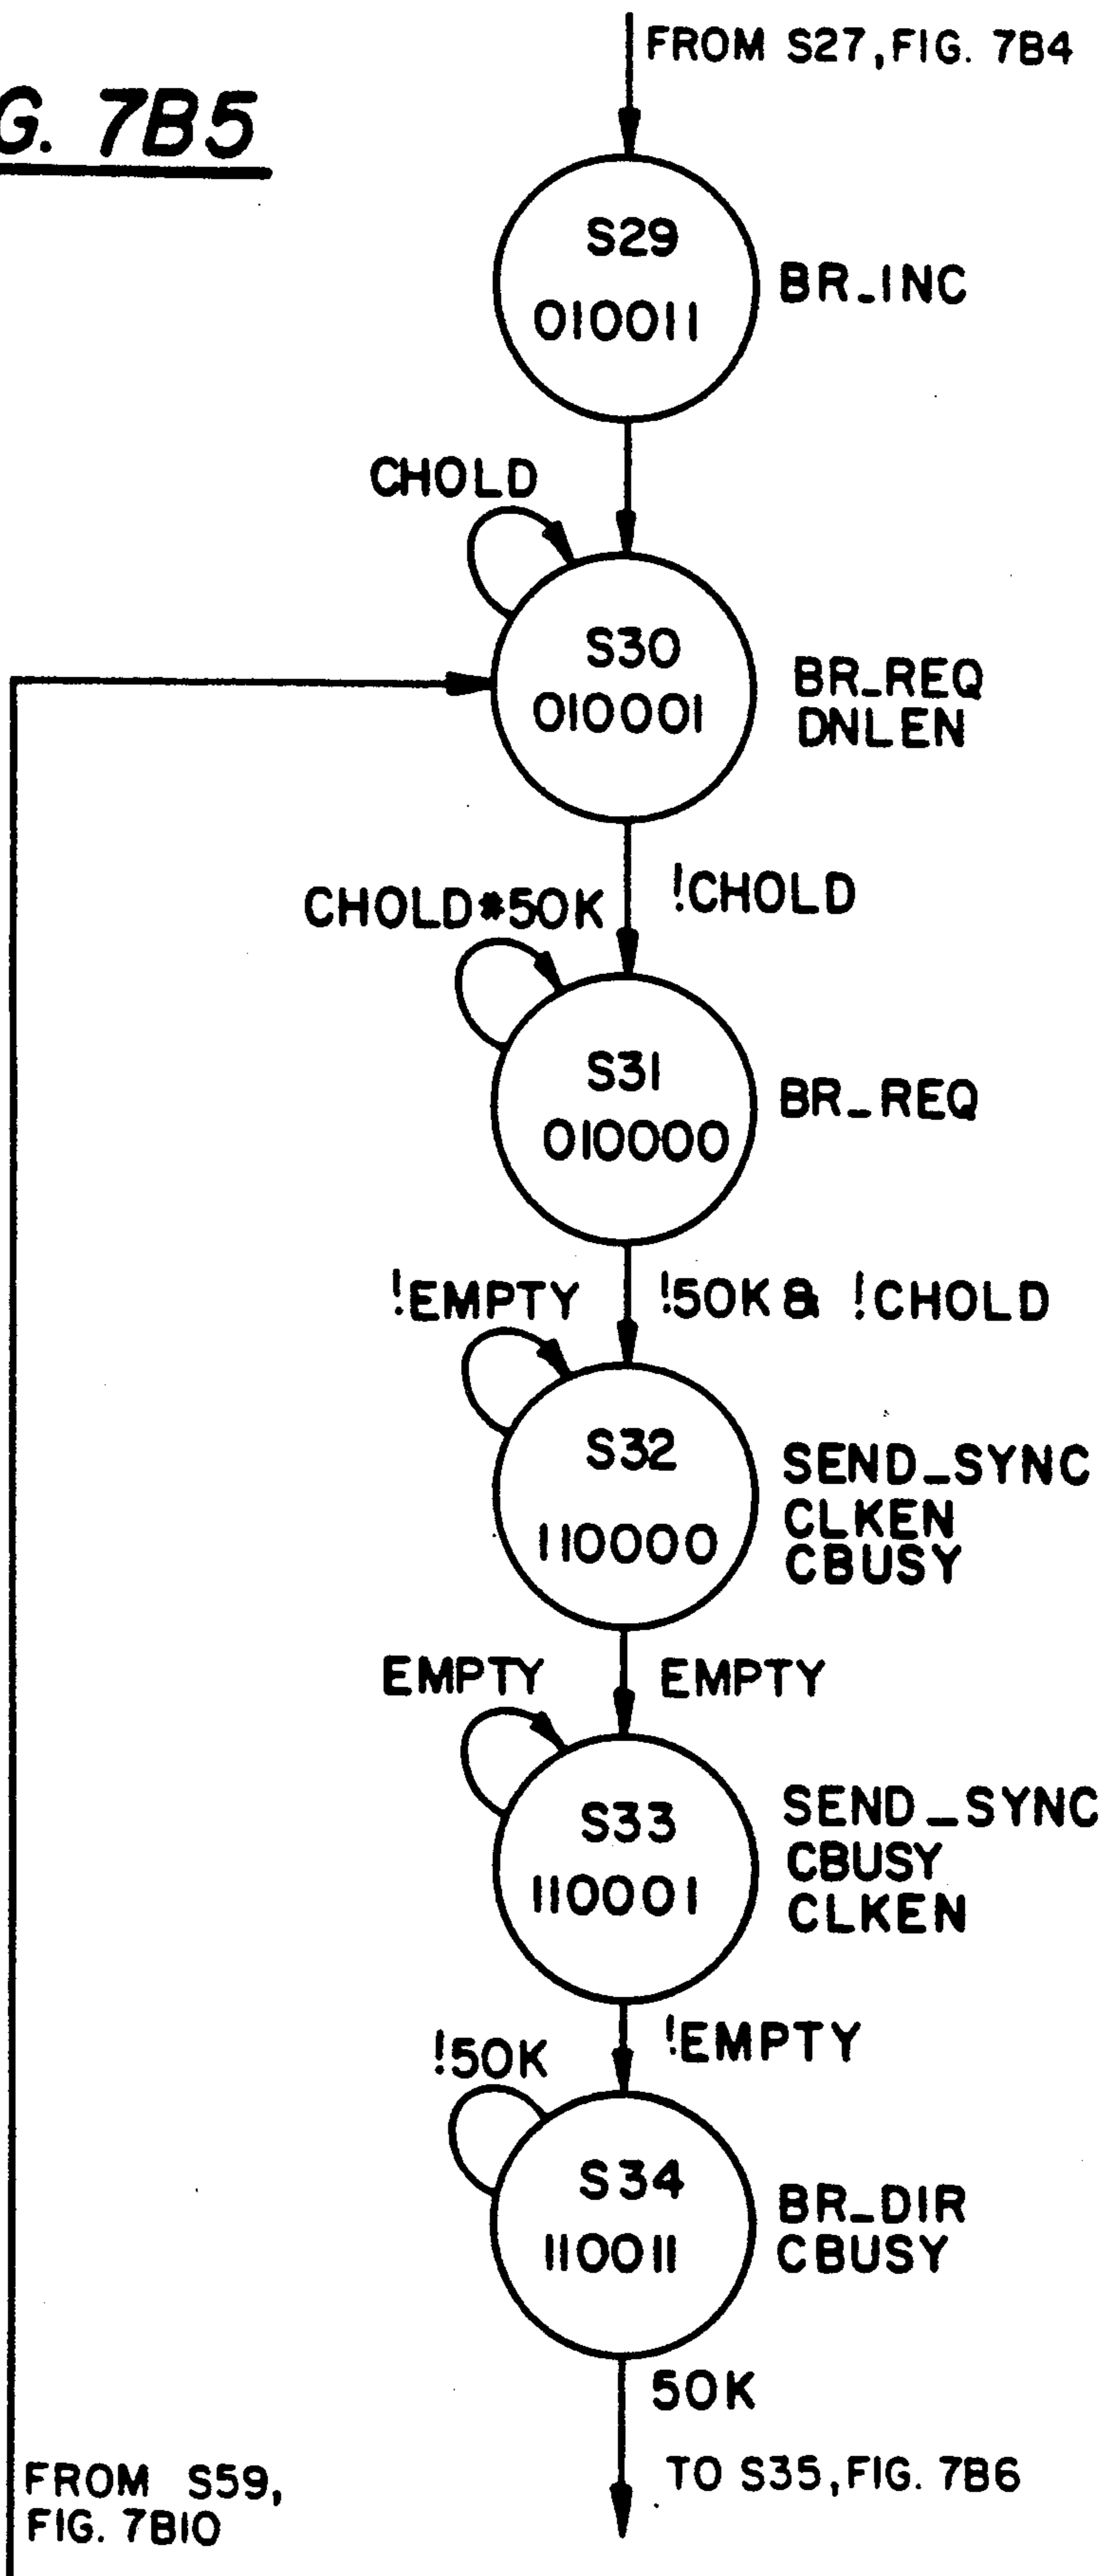 FROM S27, FIG. 7B4
G. 7B5
S29
010011
BR_INC
CHOLD
S30
010001
BR_REQ
DNLEN
CHOLD*50K
!CHOLD
S31
010000
BR_REQ
!EMPTY
!50K & !CHOLD
S32
110000
SEND_SYNC
CLKEN
CBUSY
EMPTY
EMPTY
S33
110001
SEND_SYNC
CBUSY
CLKEN
!50K
!EMPTY
S34
110011
BR_DIR
CBUSY
50K
TO S35, FIG. 7B6
FROM S59,
FIG. 7B10